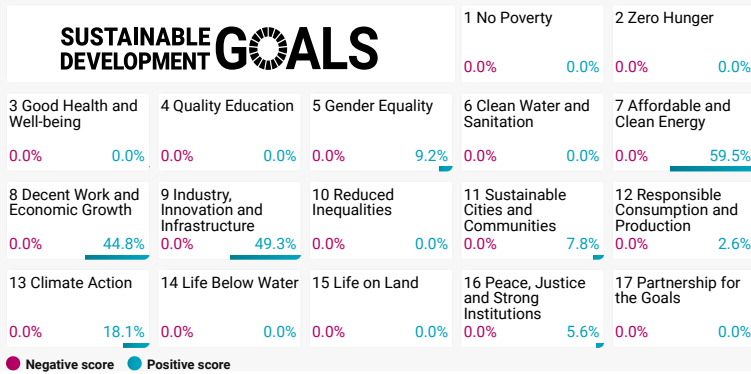 SUSTAINABLE
DEVELOPMENT
GOALS
1 No Poverty
0.0% 0.0%
2 Zero Hunger
0.0% 0.0%
3 Good Health and
Well-being
0.0% 0.0%
4 Quality Education
0.0% 0.0%
5 Gender Equality
0.0% 9.2%
6 Clean Water and
Sanitation
0.0% 0.0%
7 Affordable and
Clean Energy
0.0% 59.5%
8 Decent Work and
Economic Growth
0.0% 44.8%
9 Industry,
Innovation and
Infrastructure
0.0% 49.3%
10 Reduced
Inequalities
0.0% 0.0%
11 Sustainable
Cities and
Communities
0.0% 7.8%
12 Responsible
Consumption and
Production
0.0% 2.6%
13 Climate Action
0.0% 18.1%
14 Life Below Water
0.0% 0.0%
15 Life on Land
0.0% 0.0%
16 Peace, Justice
and Strong
Institutions
0.0% 5.6%
17 Partnership for
the Goals
0.0% 0.0%
Negative score Positive score